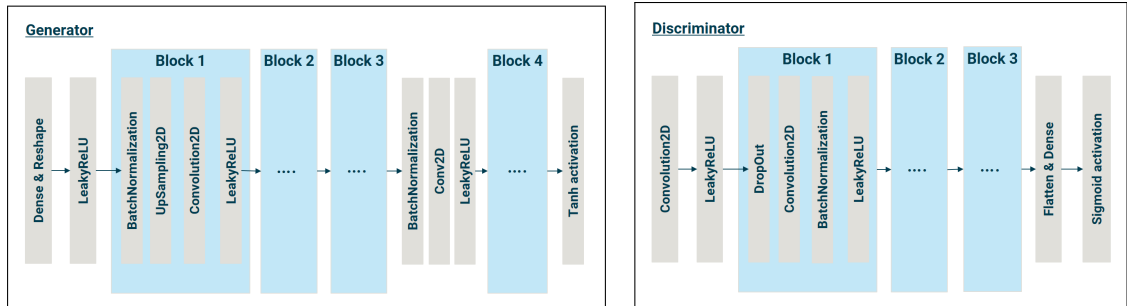 Generator
Block 1
Block 2
Block 3
Block 4
Dense & Reshape
LeakyReLU
BatchNormalization
UpSampling2D
Convolution2D
LeakyReLU
....
....
BatchNormalization
Conv2D
LeakyReLU
....
Tanh activation
Discriminator
Block 1
Block 2
Block 3
Convolution2D
LeakyReLU
DropOut
Convolution2D
BatchNormalization
LeakyReLU
....
....
Flatten & Dense
Sigmoid activation